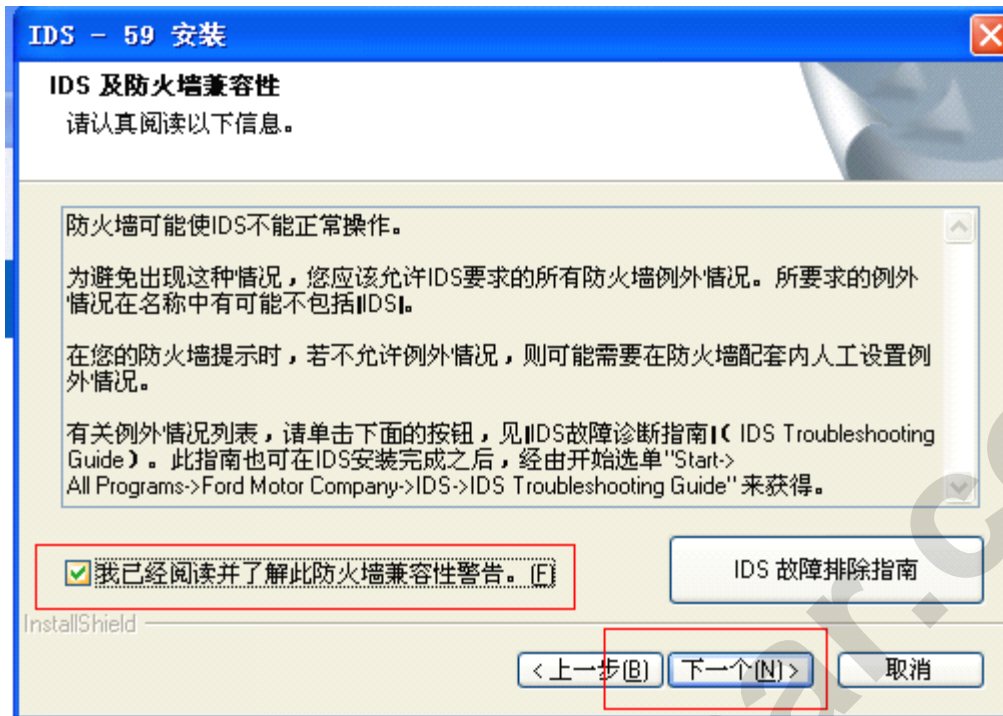 IDS - 59 安装
IDS 及防火墙兼容性
请认真阅读以下信息。
防火墙可能使IDS不能正常操作。
为避免出现这种情况，您应该允许IDS要求的所有防火墙例外情况。所要求的例外
情况在名称中有可能不包括‖IDS‖。
在您的防火墙提示时，若不允许例外情况，则可能需要在防火墙配套内人工设置例
外情况。
有关例外情况列表，请单击下面的按钮，见‖IDS故障诊断指南‖( IDS Troubleshooting
Guide)。此指南也可在IDS安装完成之后，经由开始选单"Start->
All Programs->Ford Motor Company->IDS->IDS Troubleshooting Guide"来获得。
我已经阅读并了解此防火墙兼容性警告。(F)
IDS 故障排除指南
InstallShield
<上一步(B) 下一个(N)> 取消